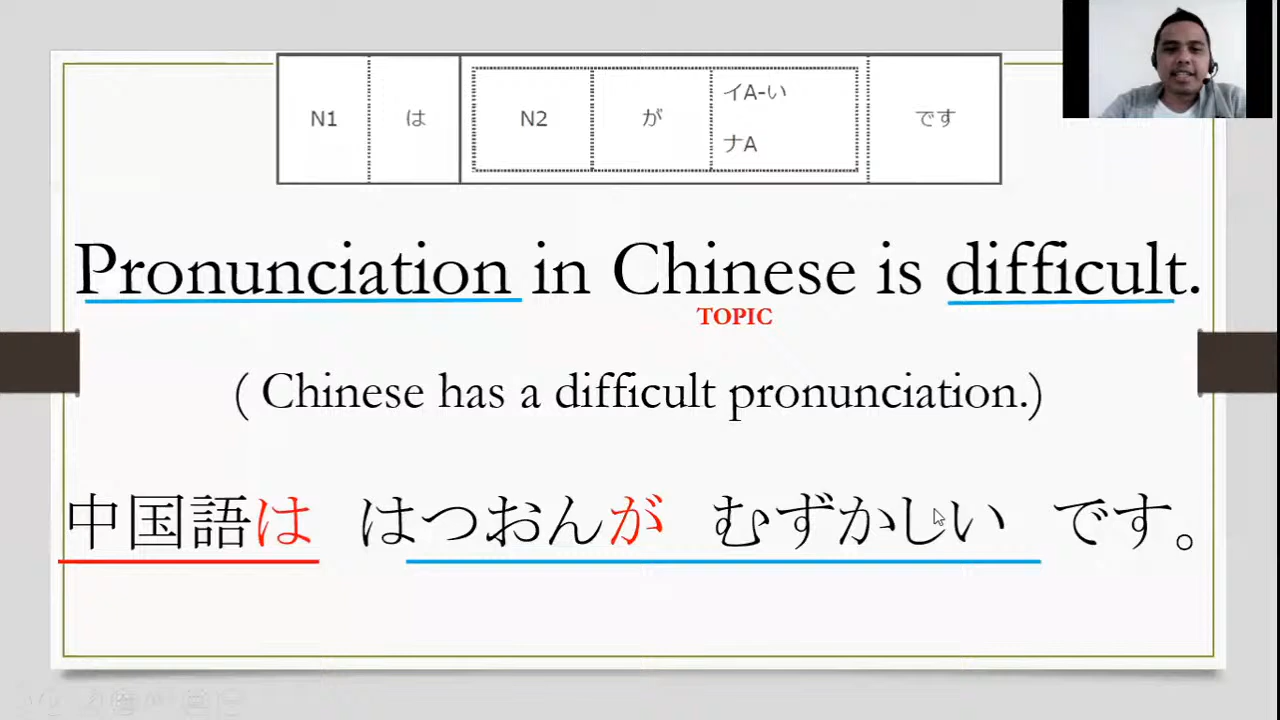 N1 は N2 が イA-い です
ナA
Pronunciation in Chinese is difficult.
TOPIC
( Chinese has a difficult pronunciation.)
中国語は はつおんが むずかしい です。